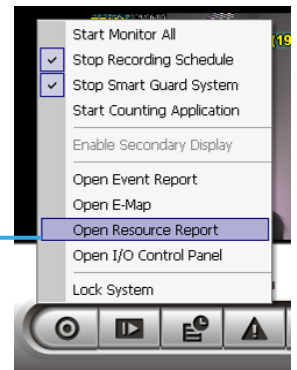 Start Monitor All
(19
Stop Recording Schedule
Stop Smart Guard System
Start Counting Application
Enable Secondary Display
Open Event Report
Open E-Map
Open Resource Report
Open I/O Control Panel
Lock System